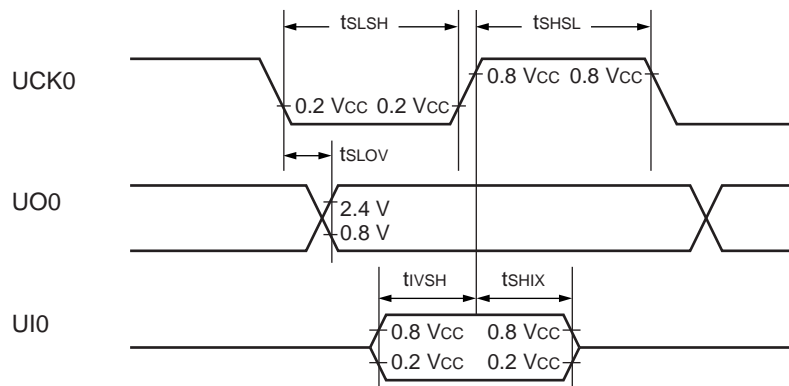 tSLSH tSHSL
UCK0
0.8 VCC 0.8 VCC
0.2 VCC 0.2 VCC
tSLOV
UO0
2.4 V
0.8 V
tIVSH tSHIX
UI0
0.8 VCC 0.8 VCC
0.2 VCC 0.2 VCC